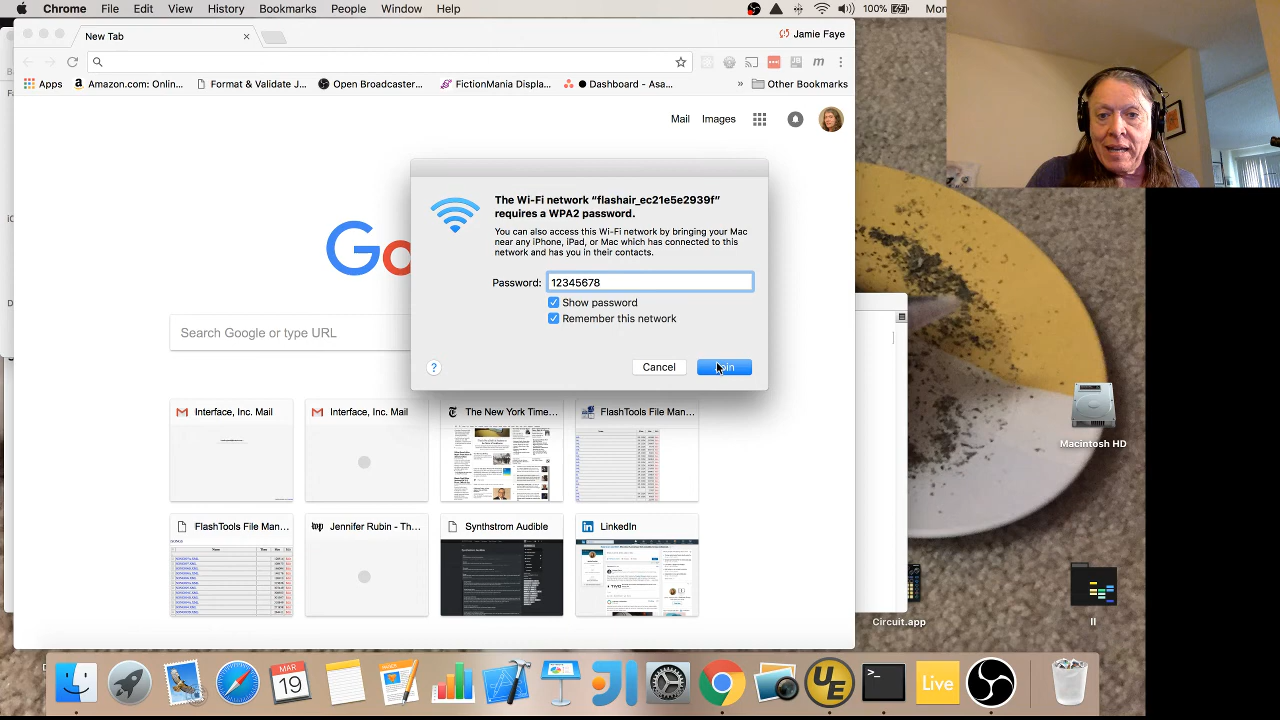 Chrome File Edit View History Bookmarks People Window Help
100% Mon
New Tab
Jamie Faye
Apps Amazon.com: Onlin... Format & Validate J... Open Broadcaster... FictionMania Displa... Dashboard - Asa... » Other Bookmarks
Mail Images
Go
Search Google or type URL
The Wi-Fi network “flashair_ec21e5e2939f”
requires a WPA2 password.
You can also access this Wi-Fi network by bringing your Mac
near any iPhone, iPad, or Mac which has connected to this
network and has you in their contacts.
Password: 12345678
Show password
Remember this network
? Cancel
Interface, Inc. Mail Interface, Inc. Mail The New York Time... FlashTools File Man...
FlashTools File Man... Jennifer Rubin - Th... Synthstrom Audible LinkedIn
Macintosh HD
Circuit.app II
MAR
19
UE
>_
Live